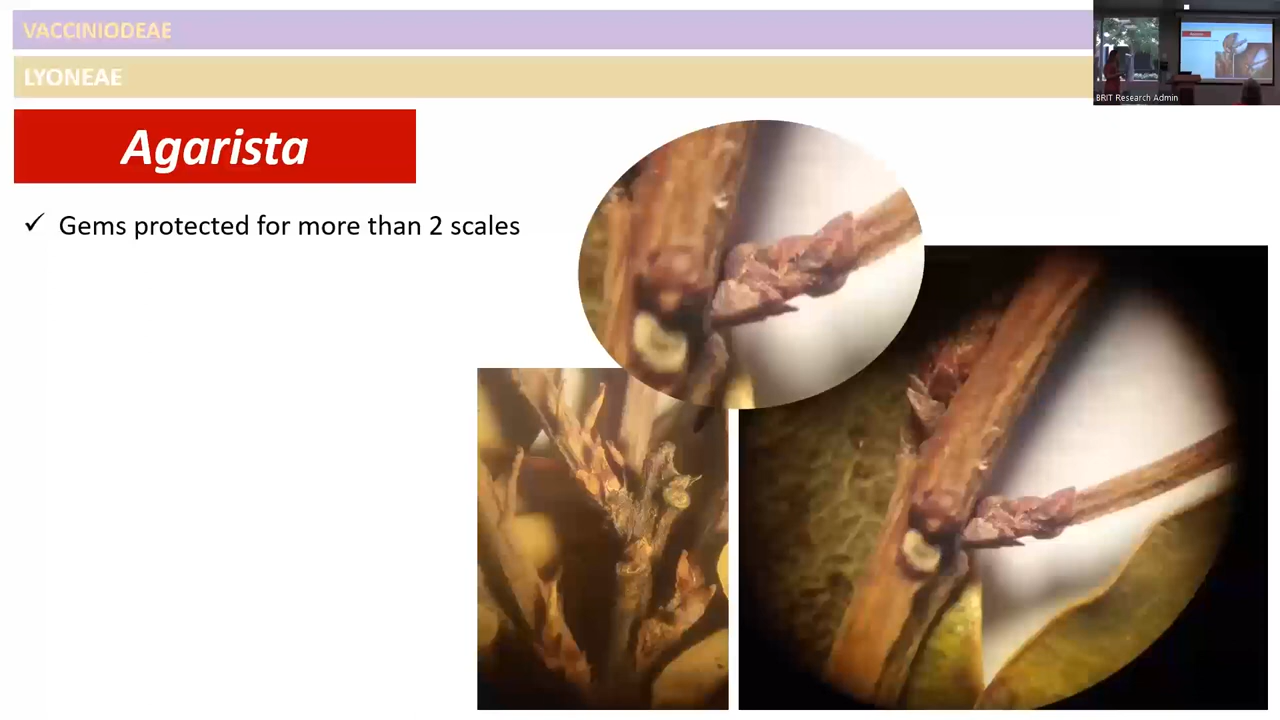 VACCINIODEAE
LYONEAE
Agarista
✓ Gems protected for more than 2 scales
BRIT Research Admin